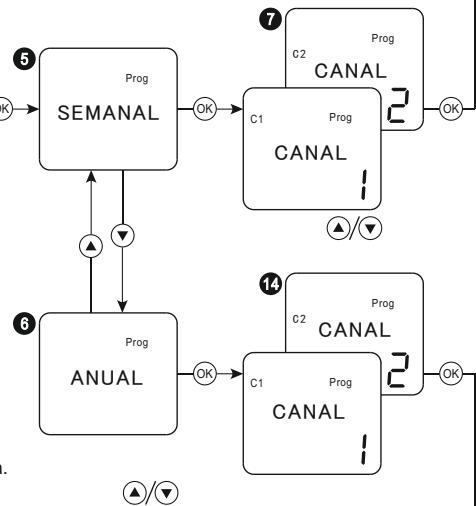 7
C2 Prog
CANAL
2
5
Prog
SEMANAL
OK
OK
C1 Prog
CANAL
1
OK
▲/▼
▲
▼
14
C2 Prog
CANAL
2
6
Prog
ANUAL
OK
C1 Prog
CANAL
1
OK
▲/▼